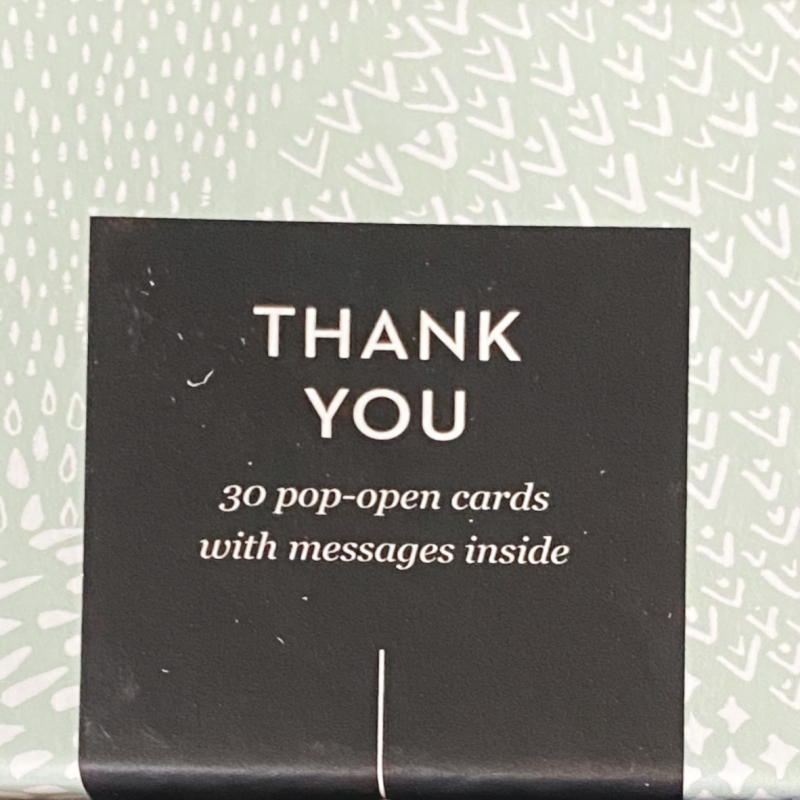 THANK
YOU
30 pop-open cards
with messages inside